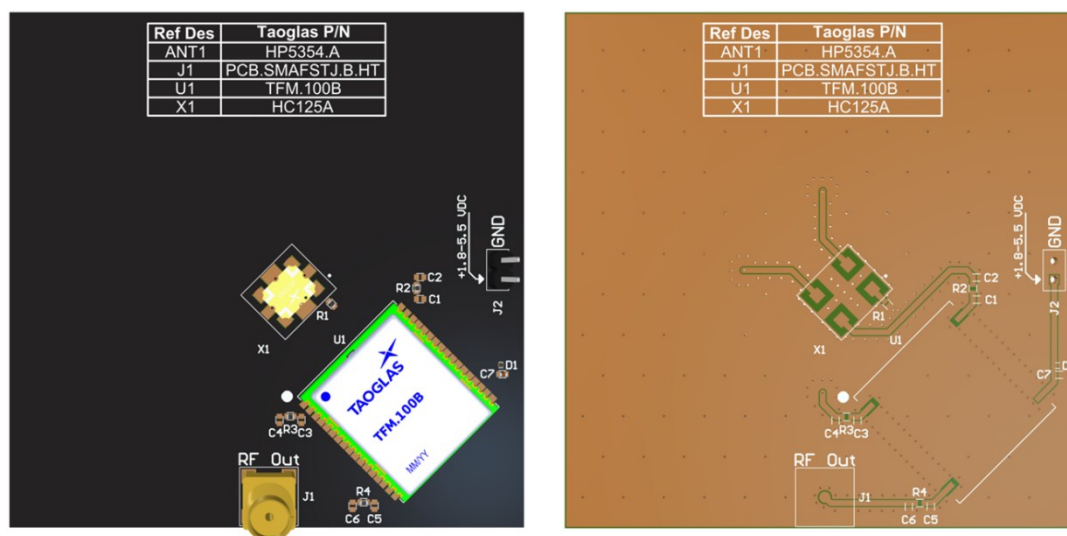 Ref Des Taoglas P/N
ANT1 HP5354.A
J1 PCB.SMAFSTJ.B.HT
U1 TFM.100B
X1 HC125A
+1.8-5.5 VDC
GND
J2
C2
R2
C1
R1
U1
X1
TAOGLAS
TFM.100B
MM/YY
D1
C7
C4 R3 C3
RF Out
J1
R4
C6 C5
Ref Des Taoglas P/N
ANT1 HP5354.A
J1 PCB.SMAFSTJ.B.HT
U1 TFM.100B
X1 HC125A
+1.8-5.5 VDC
GND
J2
C2
R2
C1
R1
U1
X1
D
C7
C4 R3 C3
RF Out
J1
R4
C6 C5